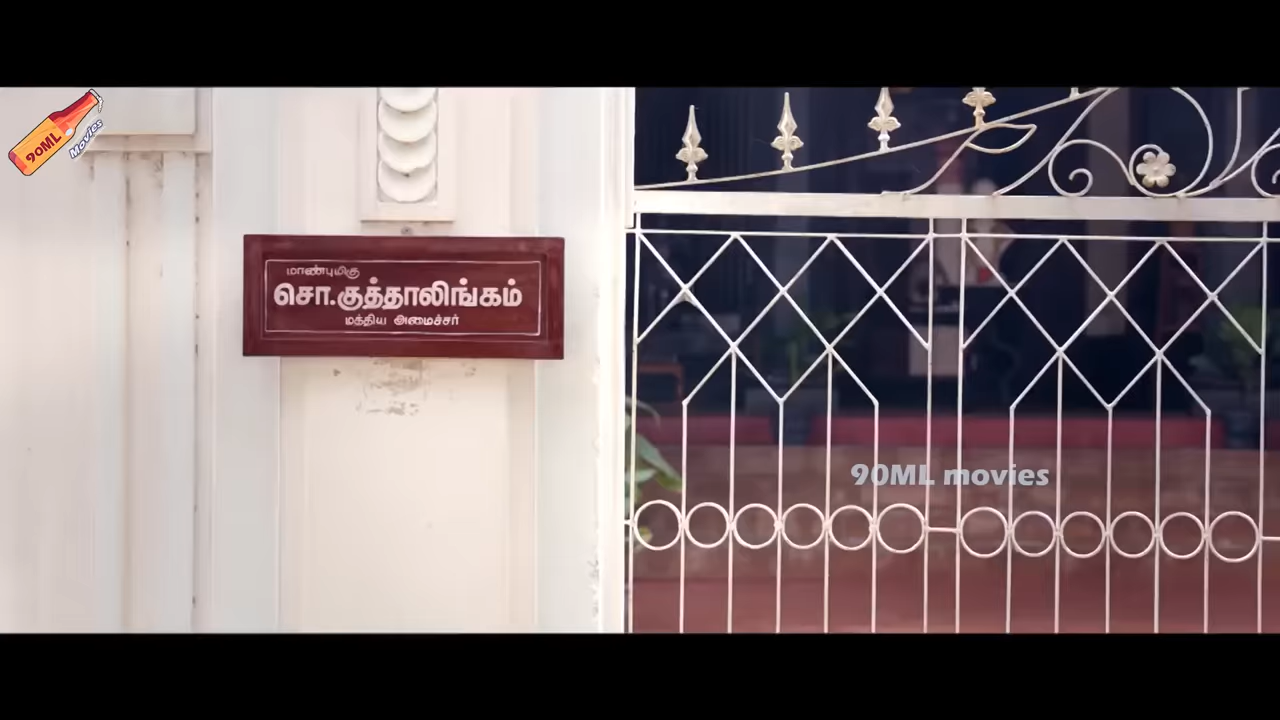 90ML
Movies
மாண்புமிகு
சொ.குத்தாலிங்கம்
மத்திய அமைச்சர்
90ML movies